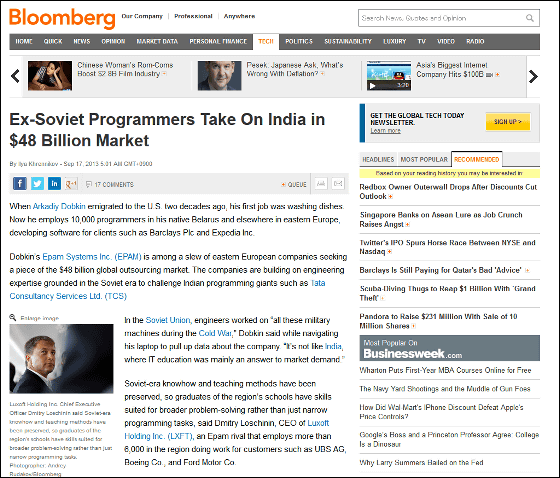 Bloomberg Our Company | Professional | Anywhere
Search News, Quotes and Opinion
HOME QUICK NEWS OPINION MARKET DATA PERSONAL FINANCE TECH POLITICS SUSTAINABILITY LUXURY TV VIDEO RADIO
Chinese Woman's Rom-Coms
Boost $2.8B Film Industry
Pesek: Japanese Ask, What's
Wrong With Deflation?
3:20
Asia's Biggest Internet
Company Hits $100B
Ex-Soviet Programmers Take On India in
$48 Billion Market
By Ilya Khrennikov - Sep 17, 2013 5:01 AM GMT+0900
17 COMMENTS
QUEUE
When Arkadiy Dobkin emigrated to the U.S. two decades ago, his first job was washing dishes.
Now he employs 10,000 programmers in his native Belarus and elsewhere in eastern Europe,
developing software for clients such as Barclays Plc and Expedia Inc.
Dobkin's Epam Systems Inc. (EPAM) is among a slew of eastern European companies seeking
a piece of the $48 billion global outsourcing market. The companies are building on engineering
expertise grounded in the Soviet era to challenge Indian programming giants such as Tata
Consultancy Services Ltd. (TCS)
Enlarge image
Luxoft Holding Inc. Chief Executive
Officer Dmitry Loschinin said Soviet-era
knowhow and teaching methods have
been preserved, so graduates of the
region's schools have skills suited for
broader problem-solving rather than just
narrow programming tasks.
Photographer: Andrey
Rudakov/Bloomberg
In the Soviet Union, engineers worked on "all these military
machines during the Cold War," Dobkin said while navigating
his laptop to pull up data about the company. "It's not like India,
where IT education was mainly an answer to market demand."
Soviet-era knowhow and teaching methods have been
preserved, so graduates of the region's schools have skills
suited for broader problem-solving rather than just narrow
programming tasks, said Dmitry Loschinin, CEO of Luxoft
Holding Inc. (LXFT), an Epam rival that employs more than
6,000 in the region doing work for customers such as UBS AG,
Boeing Co., and Ford Motor Co.
GET THE GLOBAL TECH TODAY
NEWSLETTER.
Learn more
SIGN UP >
HEADLINES MOST POPULAR RECOMMENDED
Based on your reading history you may be interested in:
Redbox Owner Outerwall Drops After Discounts Cut
Outlook
Singapore Banks on Asean Lure as Job Crunch
Raises Angst
Twitter's IPO Spurs Horse Race Between NYSE and
Nasdaq
Barclays Is Still Paying for Qatar's Bad 'Advice'
Scuba-Diving Thugs to Reap $1 Billion With 'Grand
Theft'
Pandora to Raise $231 Million With Sale of 10
Million Shares
Most Popular On
Businessweek.com
Wharton Puts First-Year MBA Courses Online for Free
The Navy Yard Shootings and the Muddle of Gun Foes
How Did Wal-Mart's IPhone Discount Defeat Apple's
Price Controls?
Google's Boss and a Princeton Professor Agree: College
Is a Dinosaur
Why Larry Summers Bailed on the Fed